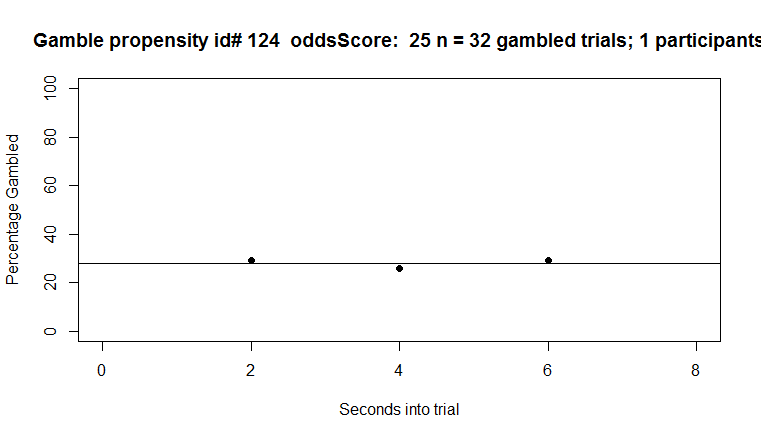 Gamble propensity id# 124  oddsScore:  25 n = 32 gambled trials; 1 participants
Percentage Gambled
100
80
60
40
20
0
0 2 4 6 8
Seconds into trial